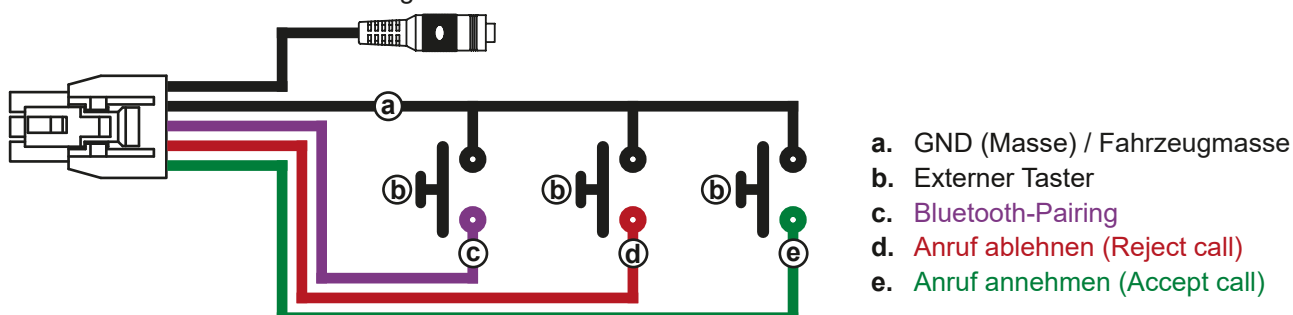 a
b
b
b
c
d
e
a. GND (Masse) / Fahrzeugmasse
b. Externer Taster
c. Bluetooth-Pairing
d. Anruf ablehnen (Reject call)
e. Anruf annehmen (Accept call)